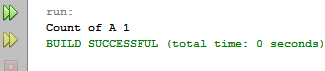 run:
Count of A 1
BUILD SUCCESSFUL (total time: 0 seconds)